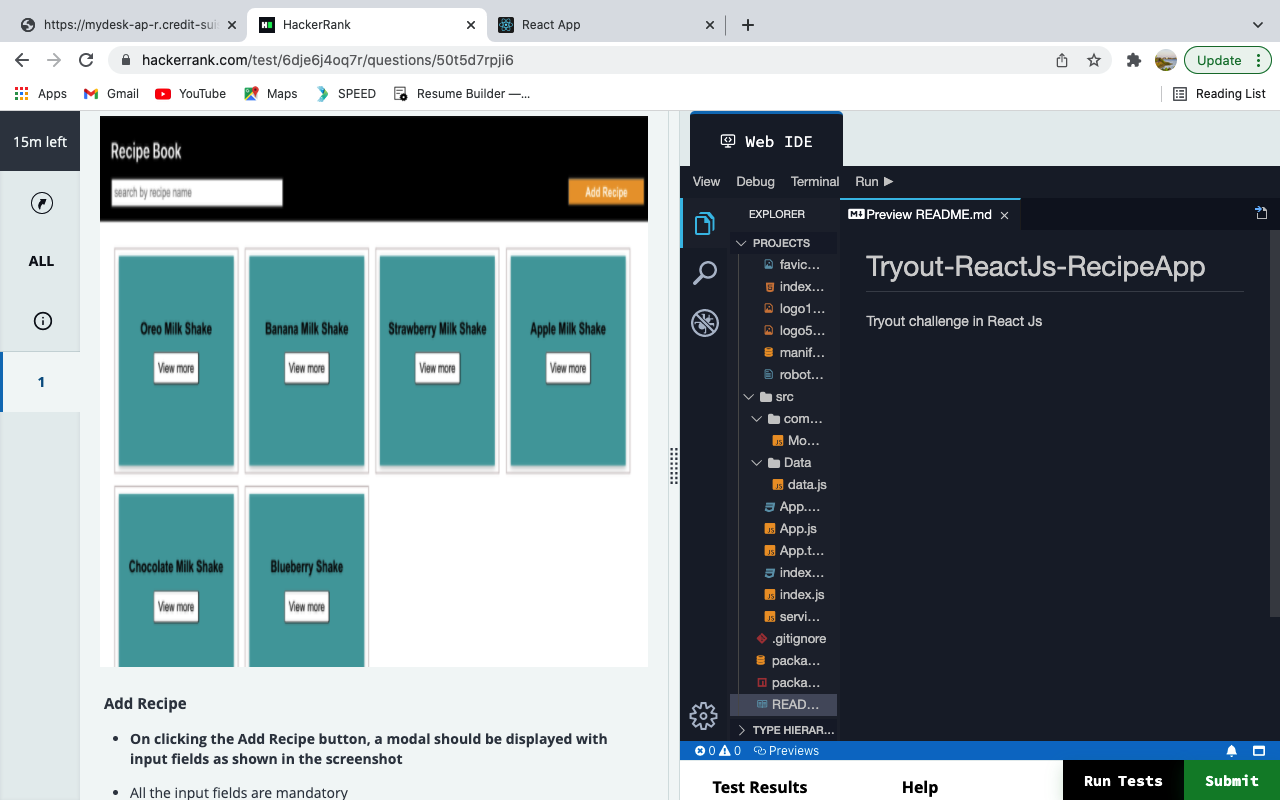 https://mydesk-ap-r.credit-sui
HackerRank
React App
hackerrank.com/test/6dje6j4oq7r/questions/50t5d7rpji6
Update
Apps
Gmail
YouTube
Maps
SPEED
Resume Builder —...
Reading List
15m left
ALL
1
Recipe Book
search by recipe name
Add Recipe
Oreo Milk Shake
View more
Banana Milk Shake
View more
Strawberry Milk Shake
View more
Apple Milk Shake
View more
Chocolate Milk Shake
View more
Blueberry Shake
View more
Add Recipe
• On clicking the Add Recipe button, a modal should be displayed with
input fields as shown in the screenshot
• All the input fields are mandatory
Web IDE
View Debug Terminal Run
EXPLORER
PROJECTS
favic...
index...
logo1...
logo5...
manif...
robot...
src
com...
Mo...
Data
data.js
App....
App.js
App.t...
index...
index.js
servi...
.gitignore
packa...
packa...
READ...
TYPE HIERAR...
Preview README.md
Tryout-ReactJs-RecipeApp
Tryout challenge in React Js
0 0 Previews
Test Results
Help
Run Tests
Submit